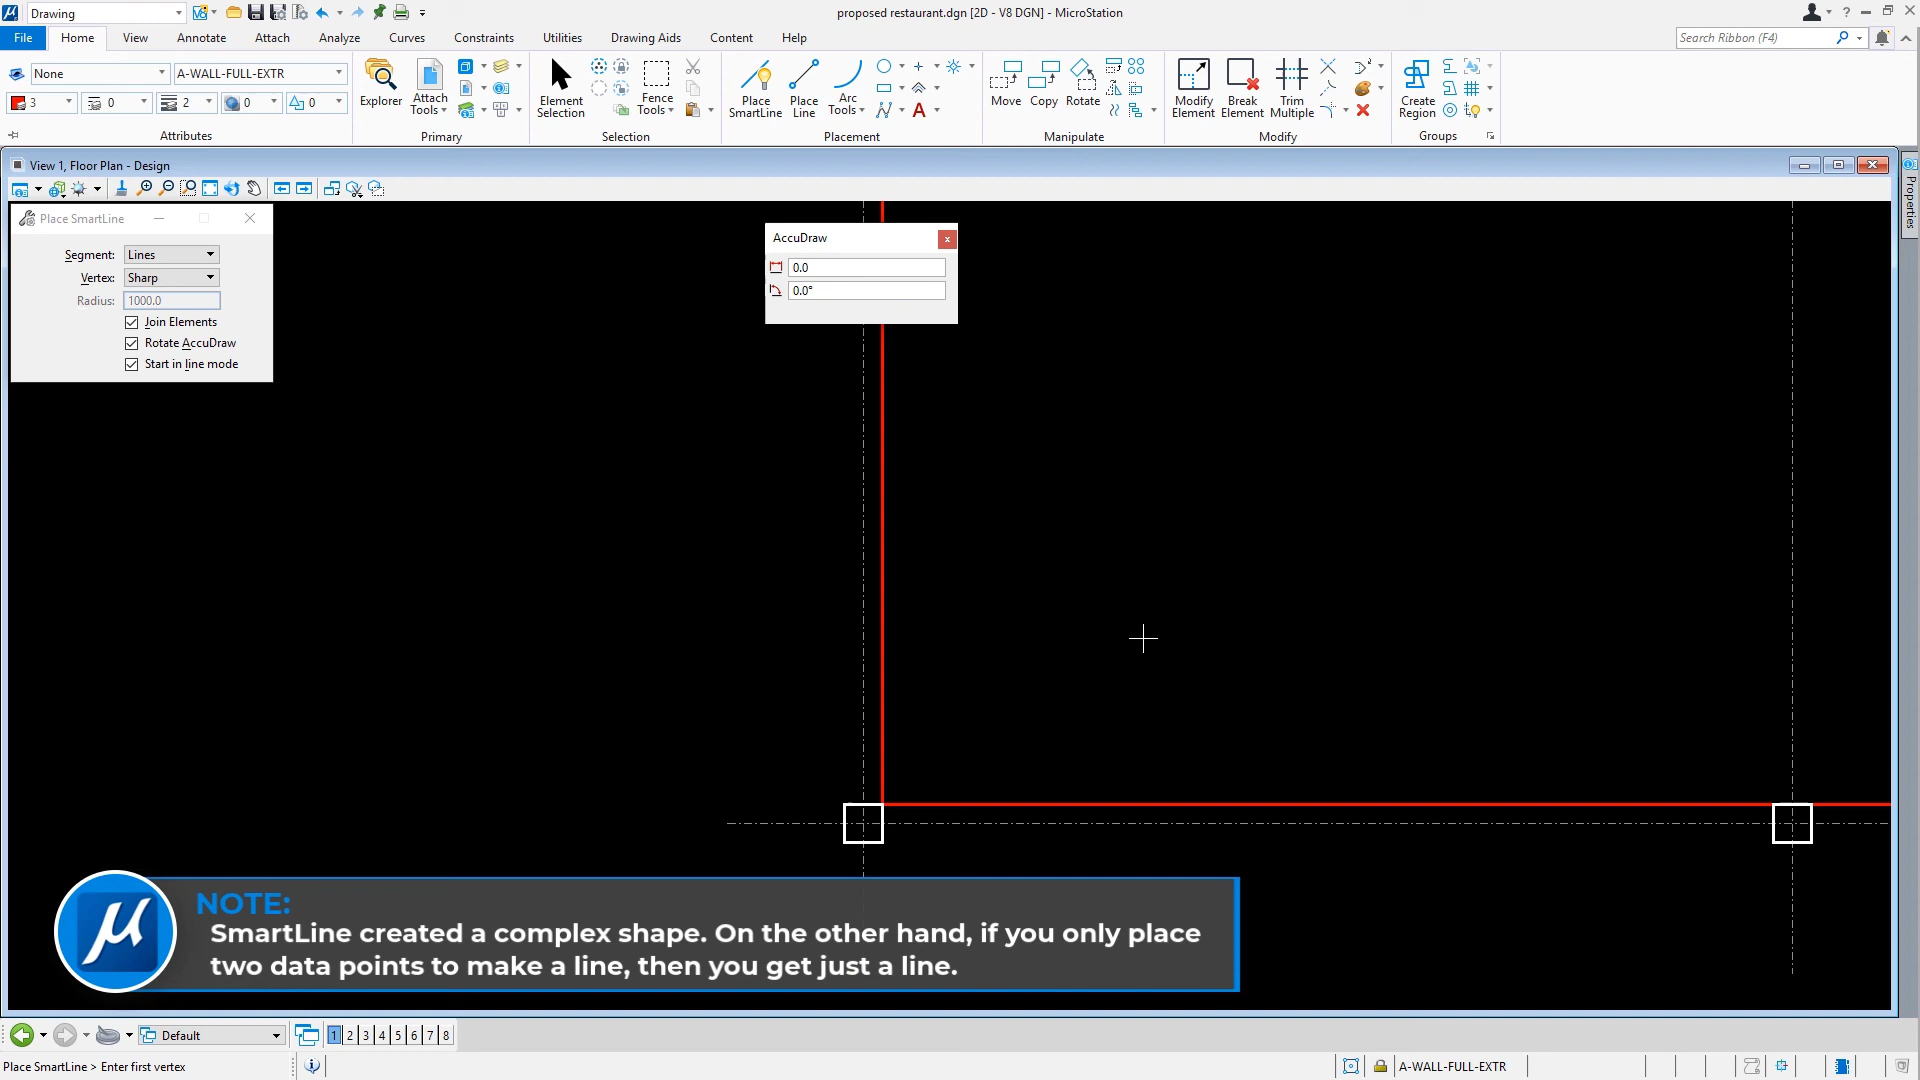 Drawing
proposed restaurant.dgn [2D - V8 DGN] - MicroStation
File Home View Annotate Attach Analyze Curves Constraints Utilities Drawing Aids Content Help
Search Ribbon (F4)
None A-WALL-FULL-EXTR
3 0 2 0 0
Attributes
Explorer
Attach Tools
Primary
Element Selection
Fence Tools
Selection
Place SmartLine
Place Line
Arc Tools
Placement
Move Copy Rotate
Manipulate
Modify Element
Break Element
Trim Multiple
Modify
Create Region
Groups
View 1, Floor Plan - Design
Properties
Place SmartLine
Segment: Lines
Vertex: Sharp
Radius: 1000.0
Join Elements
Rotate AccuDraw
Start in line mode
AccuDraw
0.0
0.0°
NOTE:
SmartLine created a complex shape. On the other hand, if you only place
two data points to make a line, then you get just a line.
Default 1 2 3 4 5 6 7 8
Place SmartLine > Enter first vertex
A-WALL-FULL-EXTR